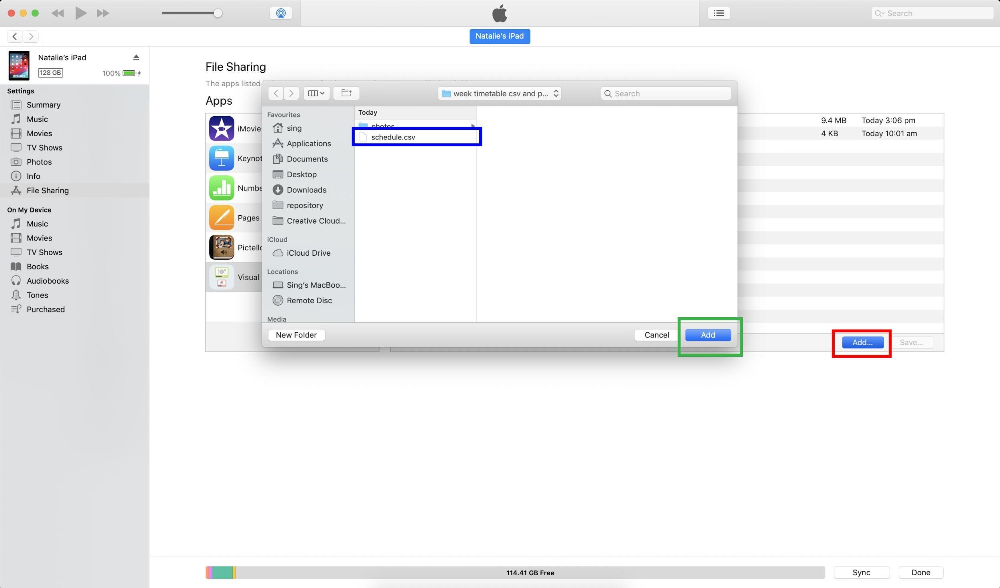 Search
Natalie's iPad
Natalie's iPad
128 GB
100%
Settings
Summary
Music
Movies
TV Shows
Photos
Info
File Sharing
On My Device
Music
Movies
TV Shows
Books
Audiobooks
Tones
Purchased
File Sharing
The apps listed
Apps
iMovie
Keynot
Numbe
Pages
Pictello
Visual
week timetable csv and p...
Search
Favourites
sing
Applications
Documents
Desktop
Downloads
repository
Creative Cloud...
iCloud
iCloud Drive
Locations
Sing's MacBoo...
Remote Disc
Media
Today
photos
schedule.csv
New Folder
Cancel
Add
9.4 MB Today 3:06 pm
4 KB Today 10:01 am
Add...
Save...
114.41 GB Free
Sync
Done